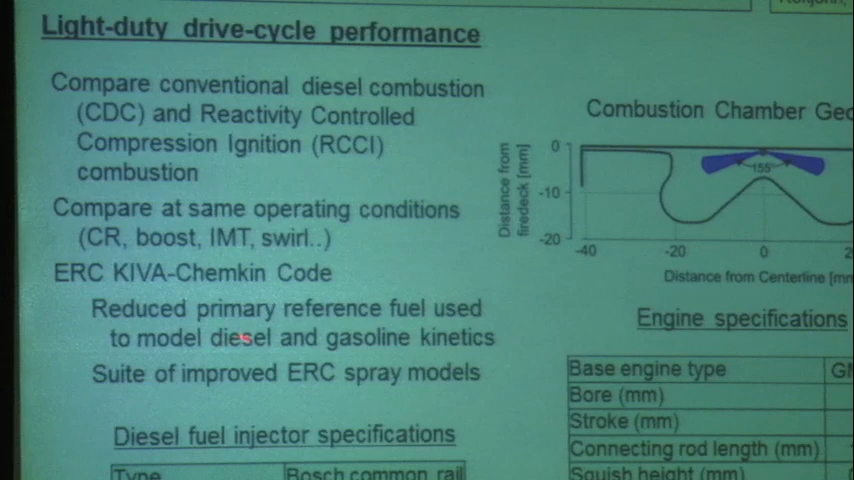 Light-duty drive-cycle performance
Compare conventional diesel combustion
(CDC) and Reactivity Controlled
Compression Ignition (RCCI)
combustion
Compare at same operating conditions
(CR, boost, IMT, swirl..)
ERC KIVA-Chemkin Code
Reduced primary reference fuel used
to model diesel and gasoline kinetics
Suite of improved ERC spray models
Diesel fuel injector specifications
Type
Bosch common rail
Combustion Chamber Geo
Distance from
firedeck [mm]
0
-10
-20
155°
-40
-20
0
2
Distance from Centerline [mm
Engine specifications
Base engine type
Bore (mm)
Stroke (mm)
Connecting rod length (mm)
Squish height (mm)